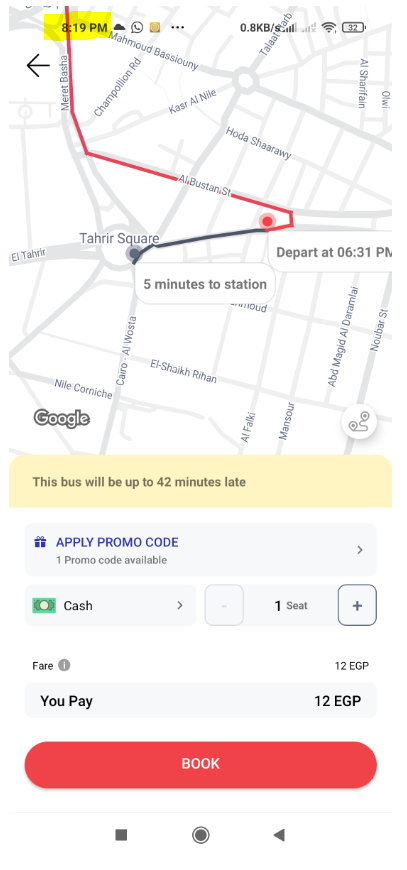 8:19 PM
0.8KB/s
32
Mahmoud Bassiouny
Meret Basha
Champollion Rd
Kasr Al Nile
Al Sharifain
Hoda Shaarawy
Al Bustan St
Tahrir Square
El Tahrir
Depart at 06:31 PM
5 minutes to station
Cairo - Al Wosta
El-Shaikh Rihan
Abd Magid Al Daramlai
Noubar St
Nile Corniche
Al Falki
Mansour
Google
This bus will be up to 42 minutes late
APPLY PROMO CODE
1 Promo code available
Cash
-
1 Seat
+
Fare i
12 EGP
You Pay
12 EGP
BOOK